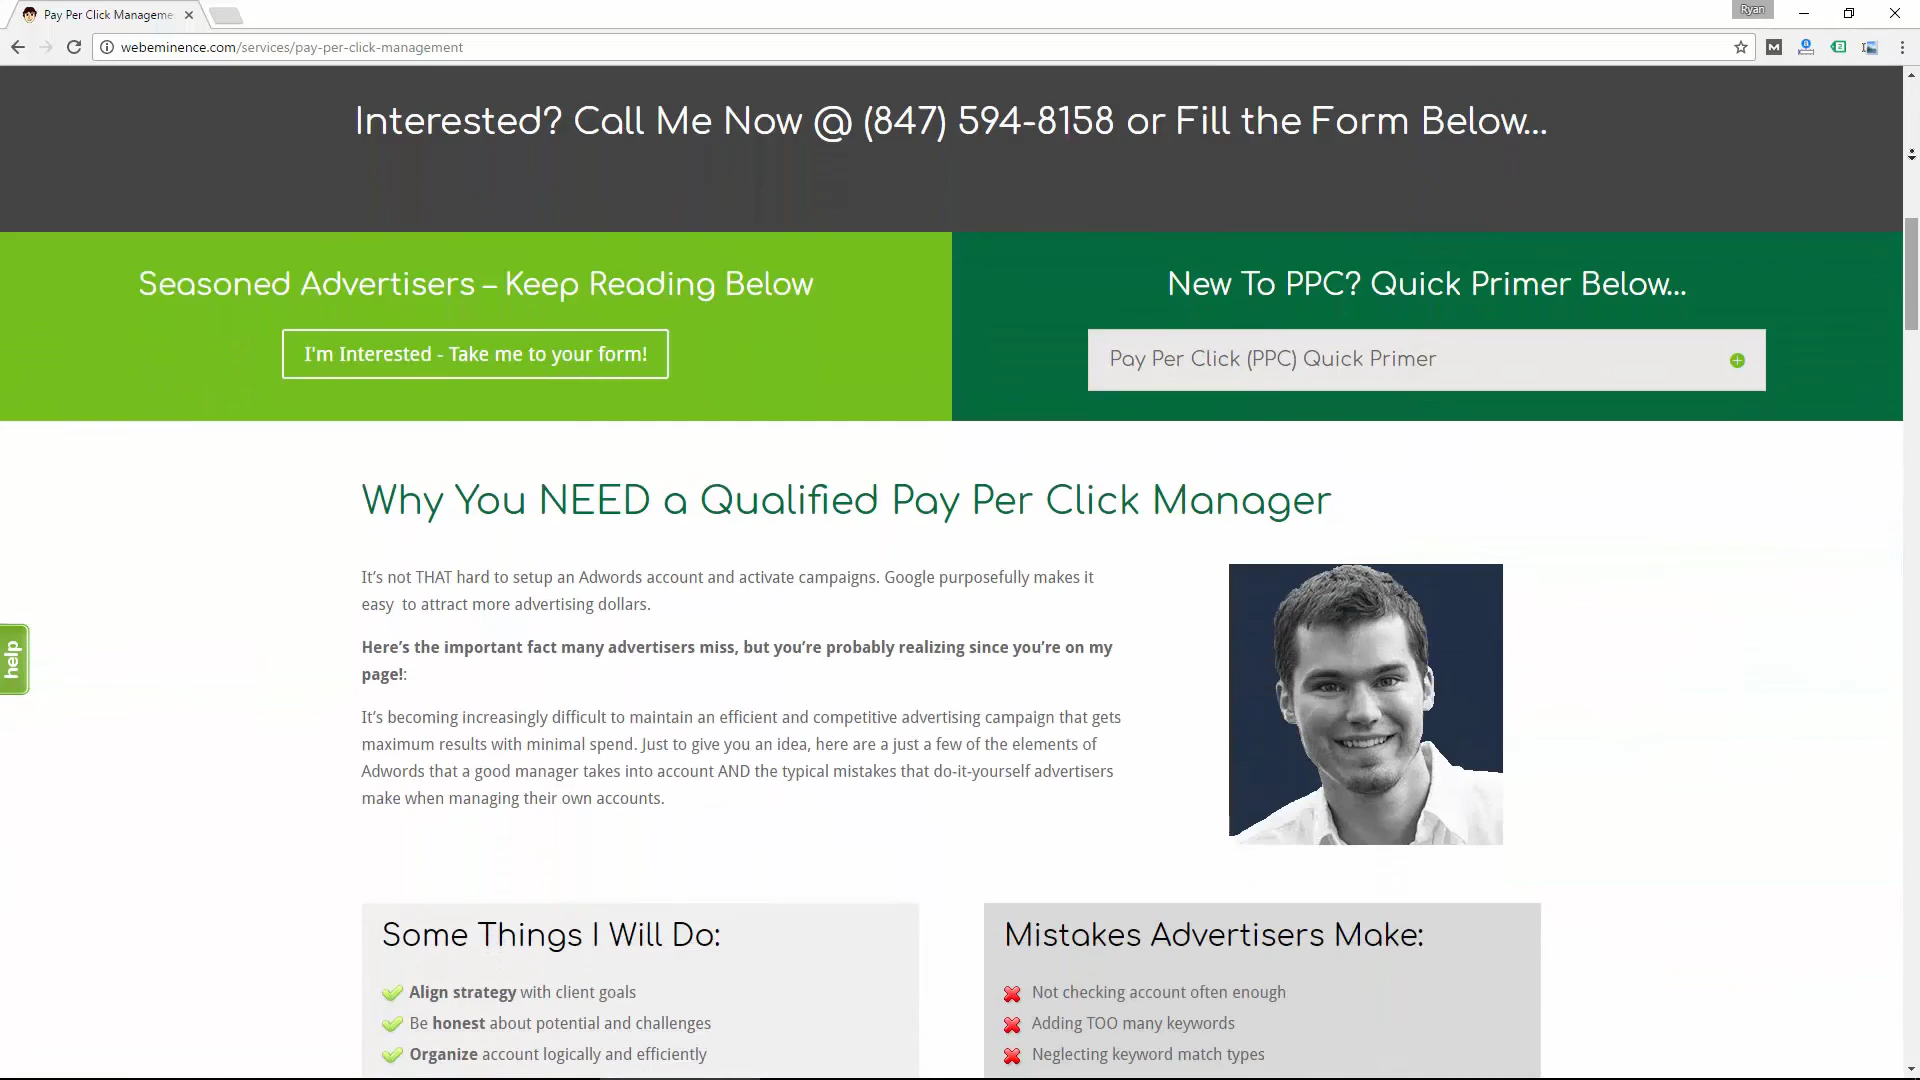 Pay Per Click Manageme
Ryan
webeminence.com/services/pay-per-click-management
Interested? Call Me Now @ (847) 594-8158 or Fill the Form Below...
Seasoned Advertisers – Keep Reading Below
I'm Interested - Take me to your form!
New To PPC? Quick Primer Below...
Pay Per Click (PPC) Quick Primer
Why You NEED a Qualified Pay Per Click Manager
It's not THAT hard to setup an Adwords account and activate campaigns. Google purposefully makes it
easy to attract more advertising dollars.
Here's the important fact many advertisers miss, but you're probably realizing since you're on my
page!:
It's becoming increasingly difficult to maintain an efficient and competitive advertising campaign that gets
maximum results with minimal spend. Just to give you an idea, here are a just a few of the elements of
Adwords that a good manager takes into account AND the typical mistakes that do-it-yourself advertisers
make when managing their own accounts.
help
Some Things I Will Do:
Align strategy with client goals
Be honest about potential and challenges
Organize account logically and efficiently
Mistakes Advertisers Make:
Not checking account often enough
Adding TOO many keywords
Neglecting keyword match types